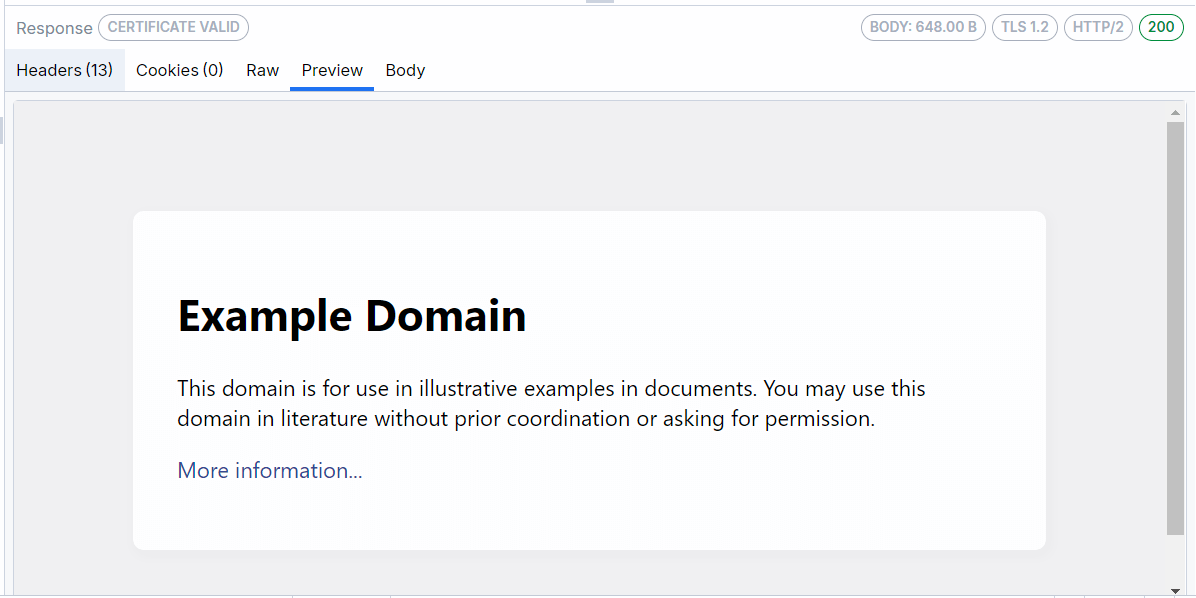 Response CERTIFICATE VALID BODY: 648.00 B TLS 1.2 HTTP/2 200
Headers (13) Cookies (0) Raw Preview Body
Example Domain
This domain is for use in illustrative examples in documents. You may use this
domain in literature without prior coordination or asking for permission.
More information...